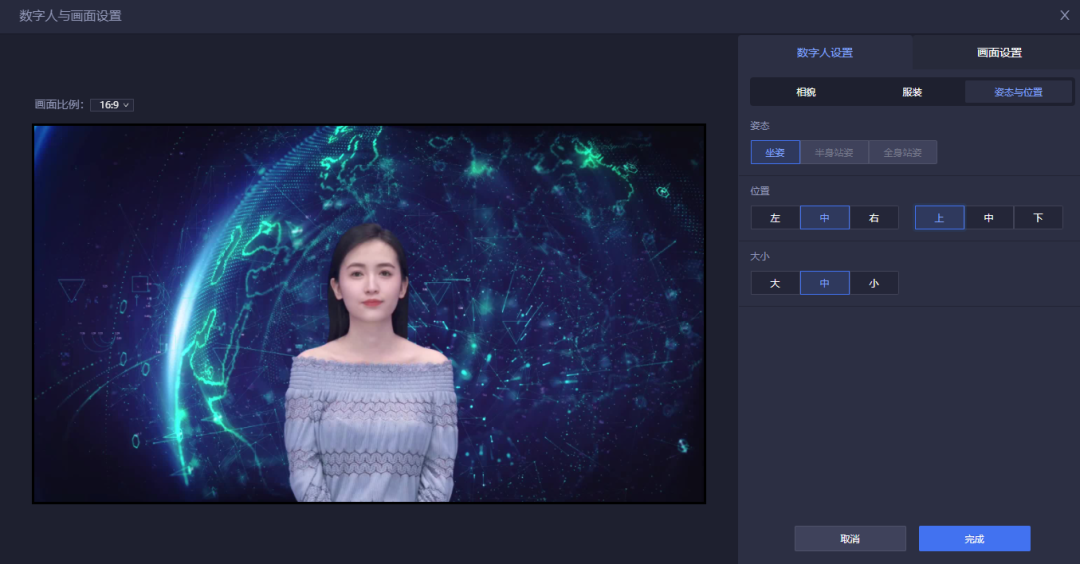 数字人与画面设置
X
画面比例： 16:9
数字人设置 画面设置
相貌 服装 姿态与位置
姿态
坐姿 半身站姿 全身站姿
位置
左 中 右 上 中 下
大小
大 中 小
取消 完成